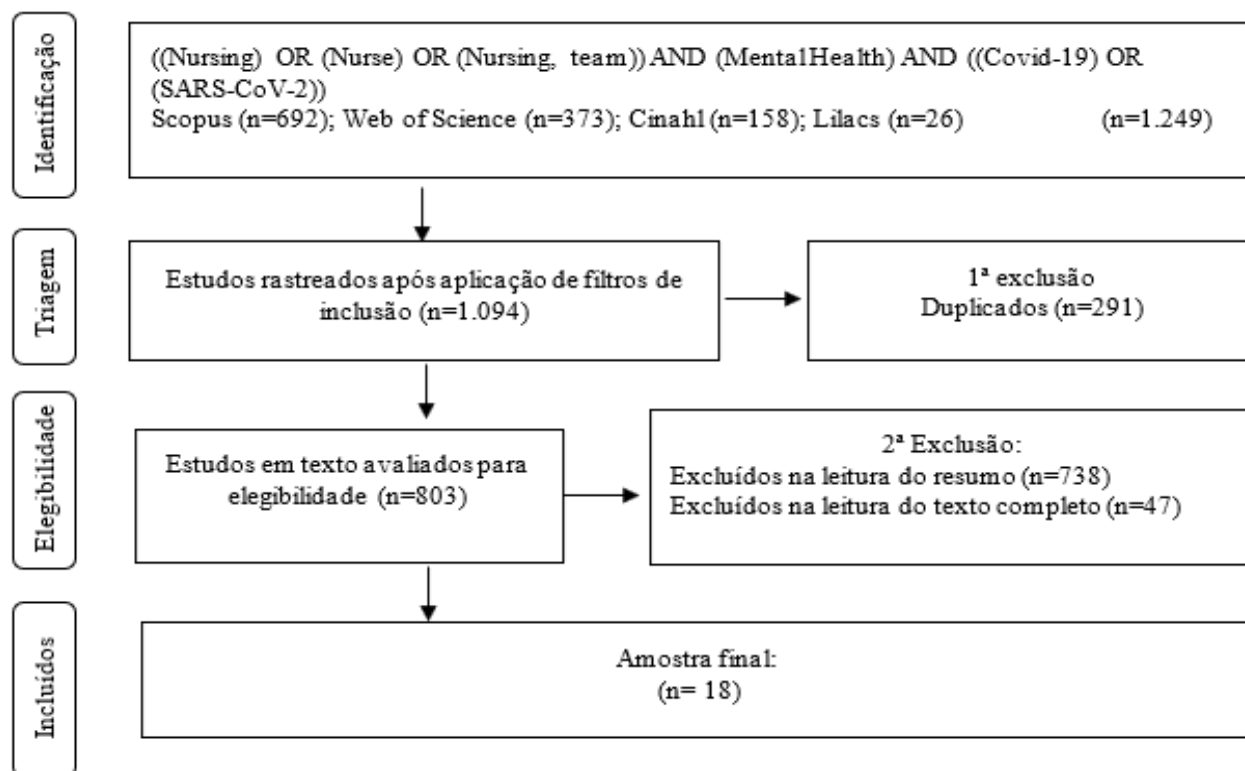 Identificação
((Nursing) OR (Nurse) OR (Nursing, team)) AND (Mental Health) AND ((Covid-19) OR
(SARS-CoV-2))
Scopus (n=692); Web of Science (n=373); Cinahl (n=158); Lilacs (n=26) (n=1.249)
Triagem
Estudos rastreados após aplicação de filtros de
inclusão (n=1.094)
1ª exclusão
Duplicados (n=291)
Elegibilidade
Estudos em texto avaliados para
elegibilidade (n=803)
2ª Exclusão:
Excluídos na leitura do resumo (n=738)
Excluídos na leitura do texto completo (n=47)
Incluídos
Amostra final:
(n= 18)